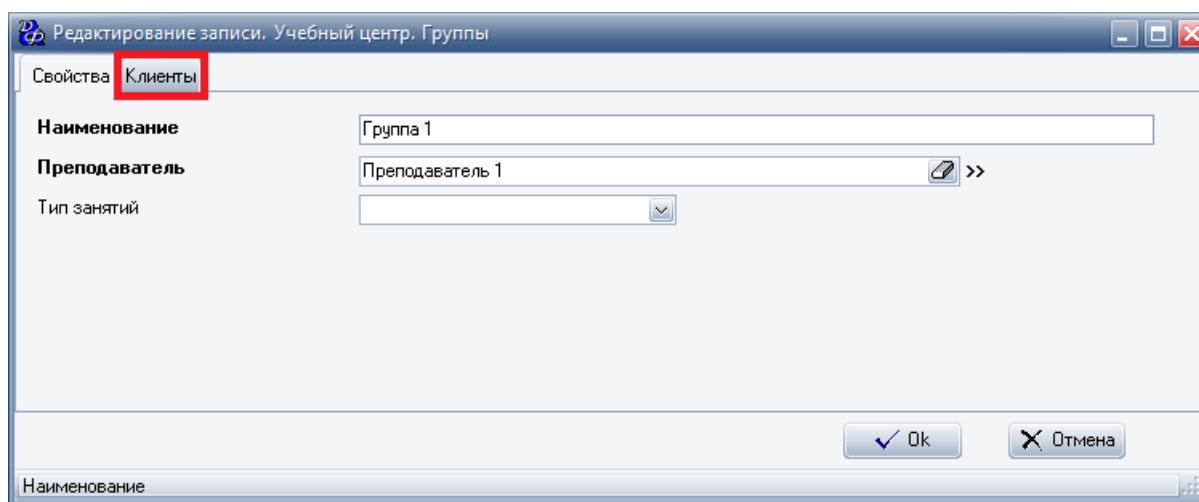 Редактирование записи. Учебный центр. Группы
Свойства Клиенты
Наименование Группа 1
Преподаватель Преподаватель 1 >>
Тип занятий
Ok Отмена
Наименование